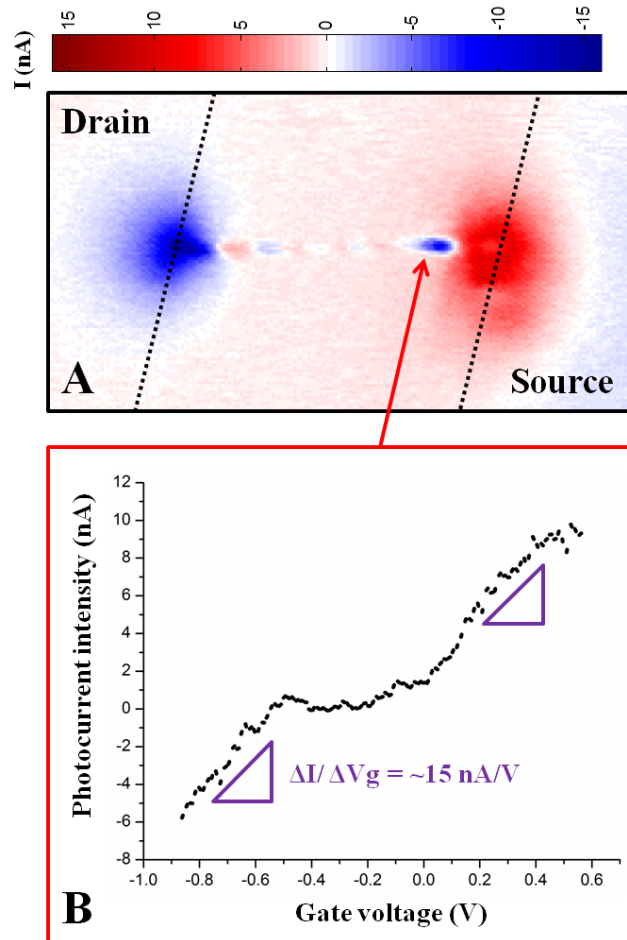 I (nA)
15 10 5 0 -5 -10 -15
Drain
A
Source
Photocurrent intensity (nA)
12
10
8
6
4
2
0
-2
-4
-6
-8
ΔI/ ΔVg = ~15 nA/V
-1.0 -0.8 -0.6 -0.4 -0.2 0.0 0.2 0.4 0.6
B
Gate voltage (V)